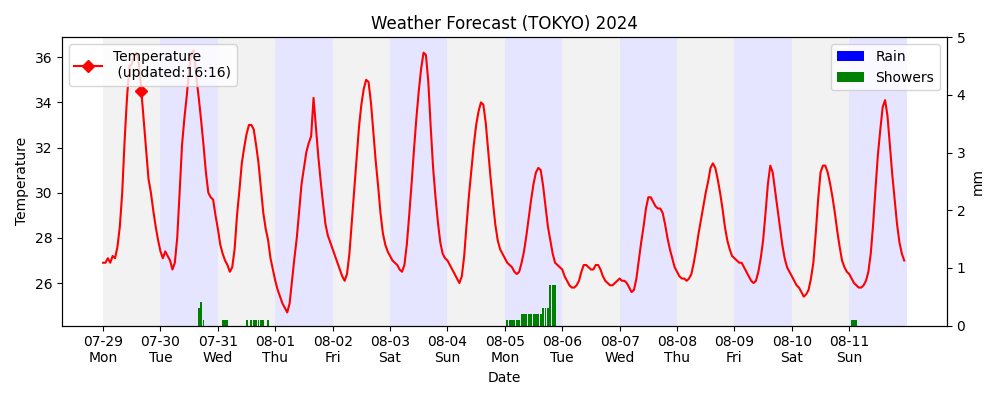 Weather Forecast (TOKYO) 2024
Temperature
(updated:16:16)
Rain
Showers
Temperature
36
34
32
30
28
26
5
4
3
2
1
0
mm
07-29 07-30 07-31 08-01 08-02 08-03 08-04 08-05 08-06 08-07 08-08 08-09 08-10 08-11
Mon Tue Wed Thu Fri Sat Sun Mon Tue Wed Thu Fri Sat Sun
Date